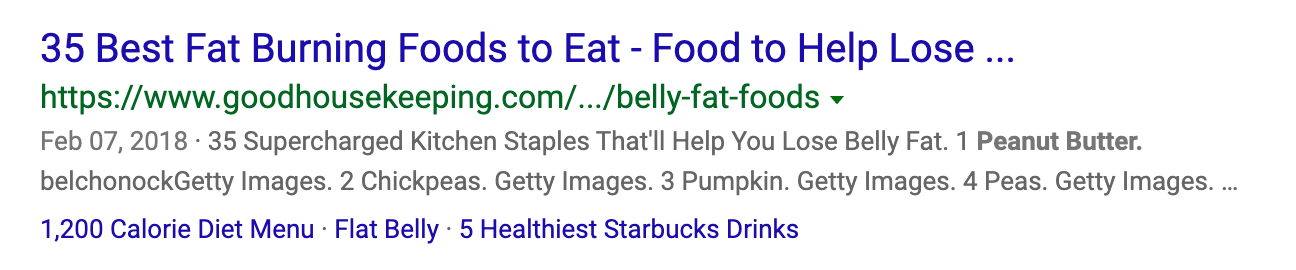 35 Best Fat Burning Foods to Eat - Food to Help Lose ...
https://www.goodhousekeeping.com/.../belly-fat-foods
Feb 07, 2018 · 35 Supercharged Kitchen Staples That'll Help You Lose Belly Fat. 1 Peanut Butter.
belchonockGetty Images. 2 Chickpeas. Getty Images. 3 Pumpkin. Getty Images. 4 Peas. Getty Images. ...
1,200 Calorie Diet Menu · Flat Belly · 5 Healthiest Starbucks Drinks